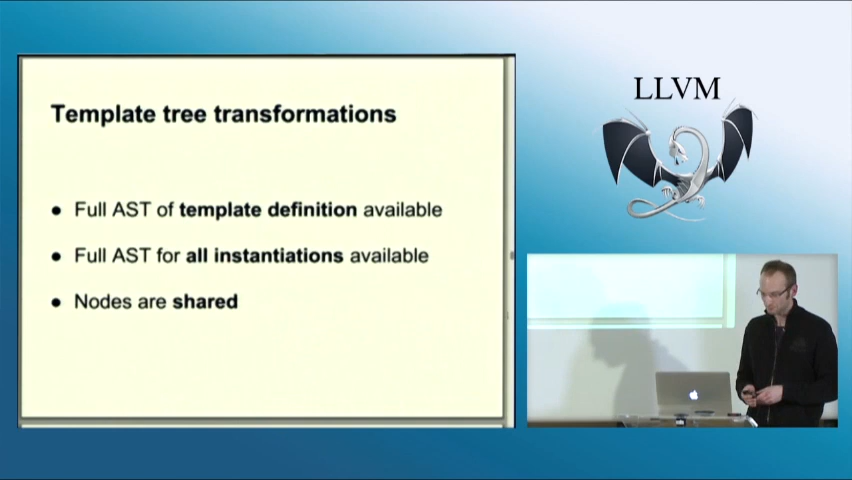 Template tree transformations
● Full AST of template definition available
● Full AST for all instantiations available
● Nodes are shared
LLVM